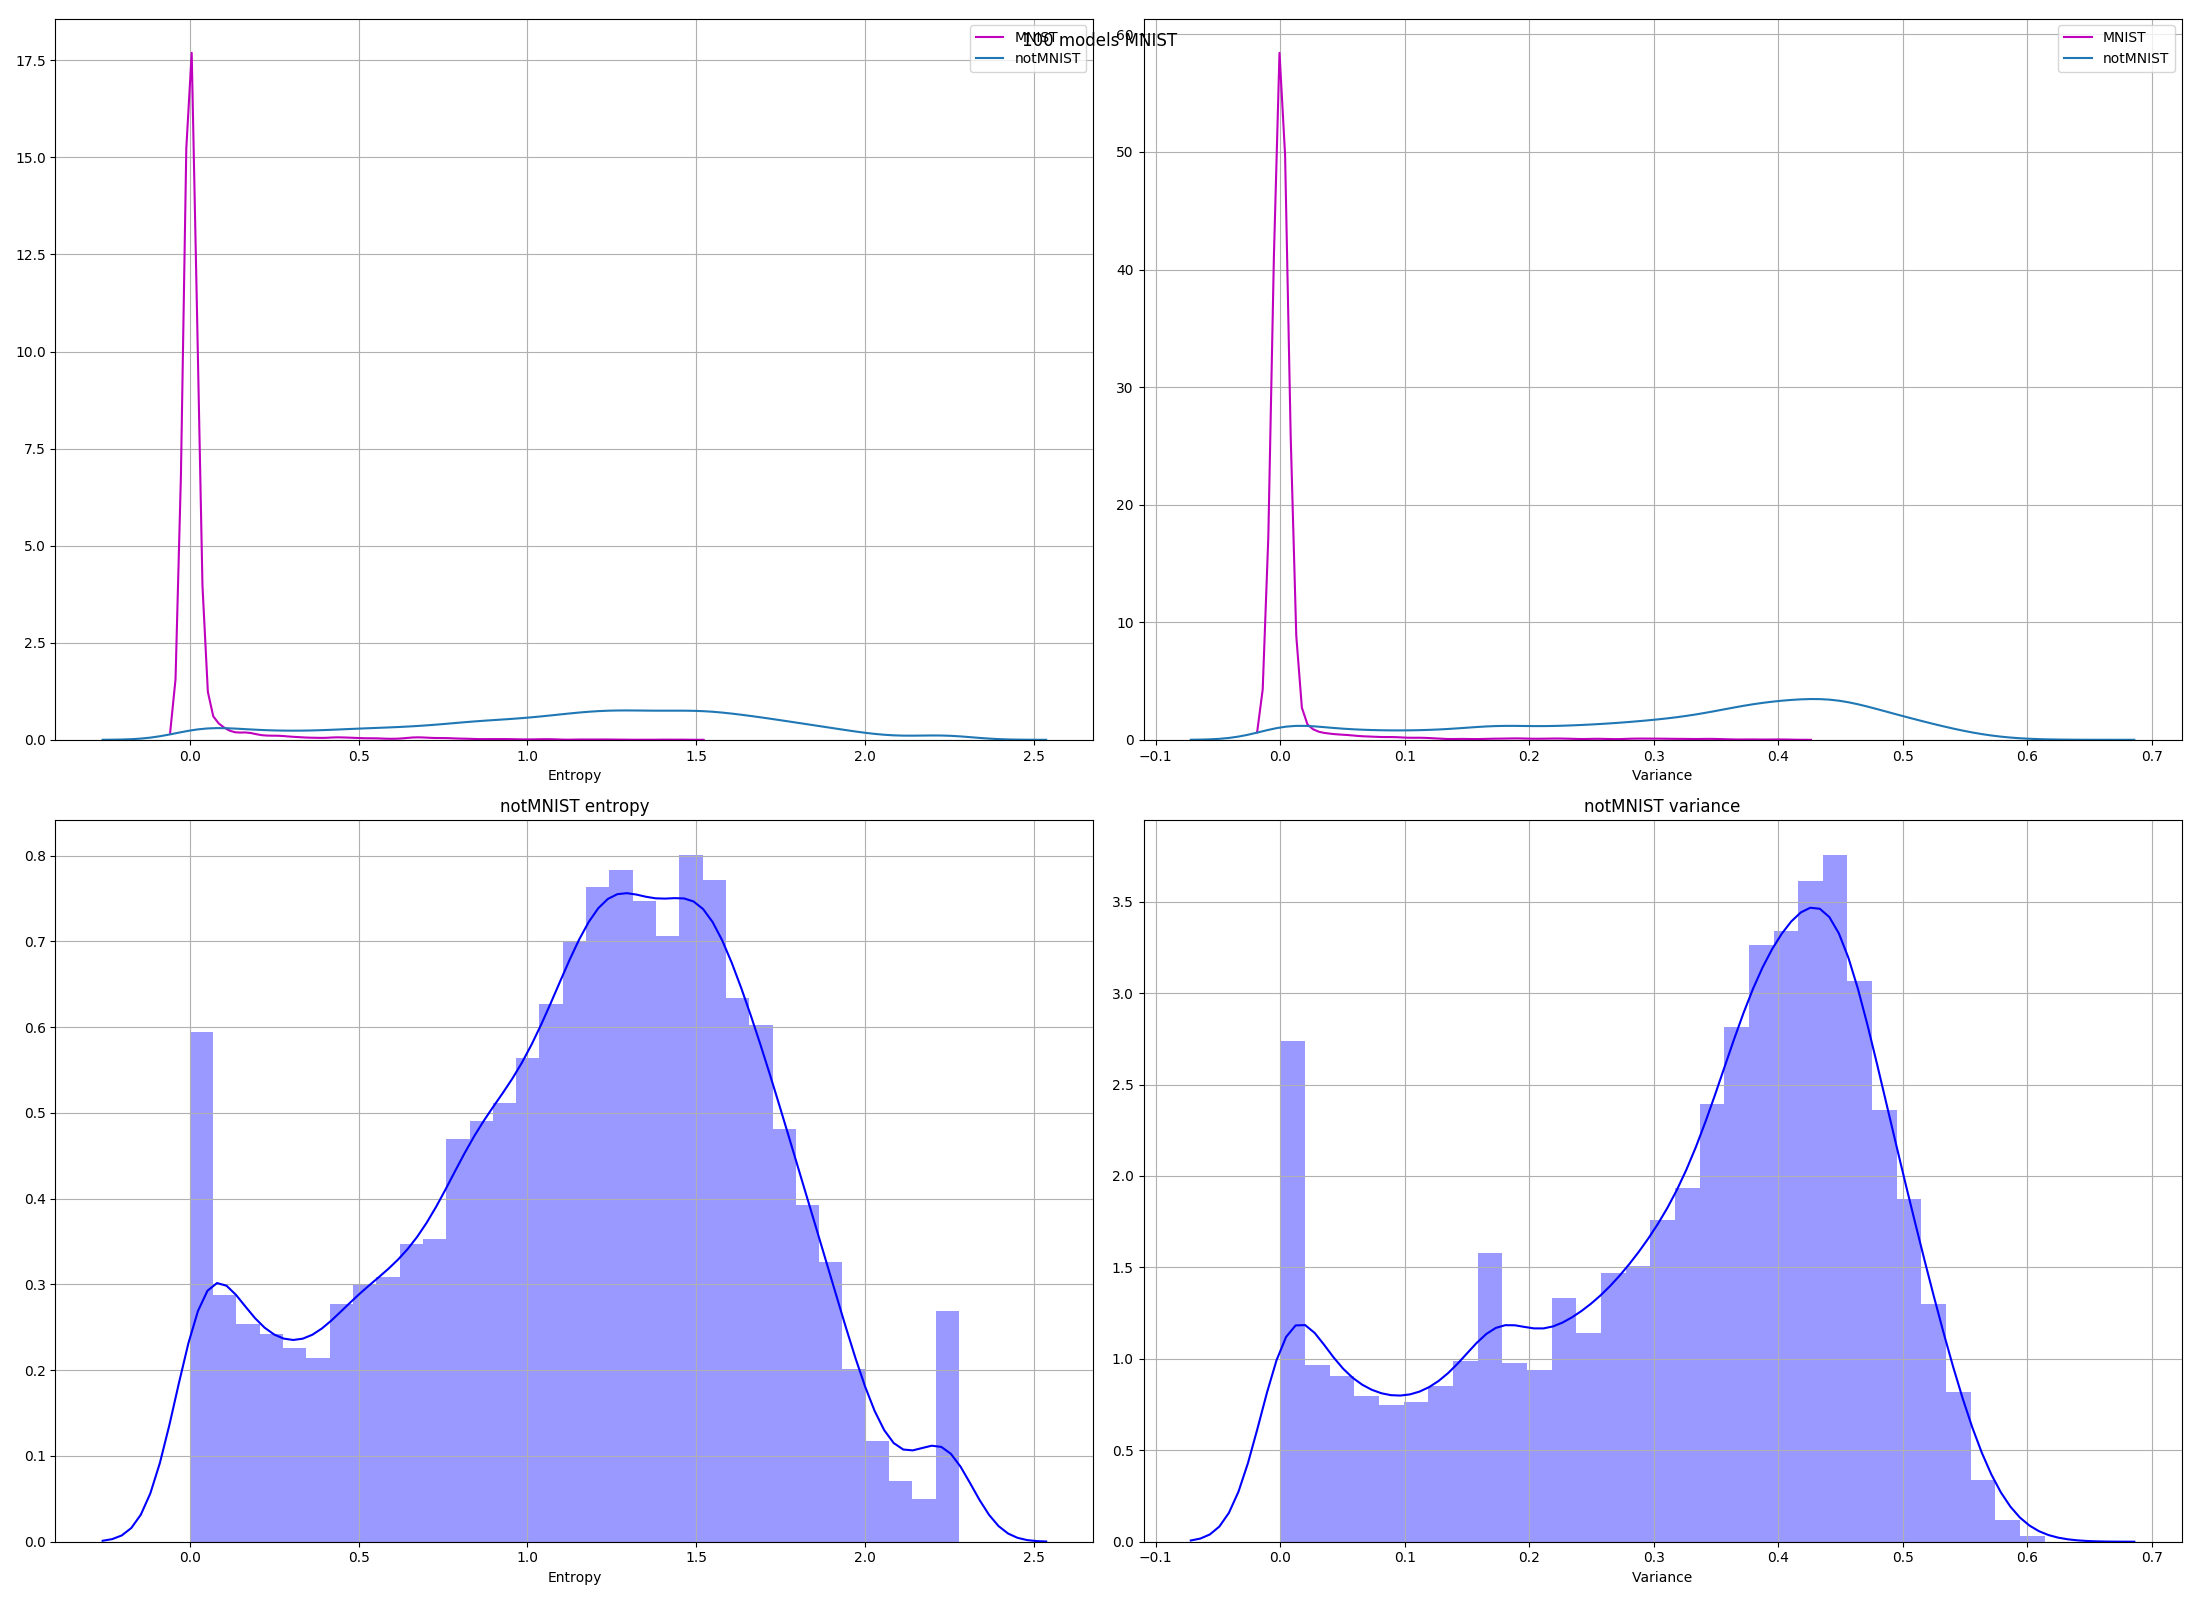 100 models MNIST
MNIST
notMNIST
17.5
15.0
12.5
10.0
7.5
5.0
2.5
0.0
0.0 0.5 1.0 1.5 2.0 2.5
Entropy
MNIST
notMNIST
60
50
40
30
20
10
0
−0.1 0.0 0.1 0.2 0.3 0.4 0.5 0.6 0.7
Variance
notMNIST entropy
0.8
0.7
0.6
0.5
0.4
0.3
0.2
0.1
0.0
0.0 0.5 1.0 1.5 2.0 2.5
Entropy
notMNIST variance
3.5
3.0
2.5
2.0
1.5
1.0
0.5
0.0
−0.1 0.0 0.1 0.2 0.3 0.4 0.5 0.6 0.7
Variance